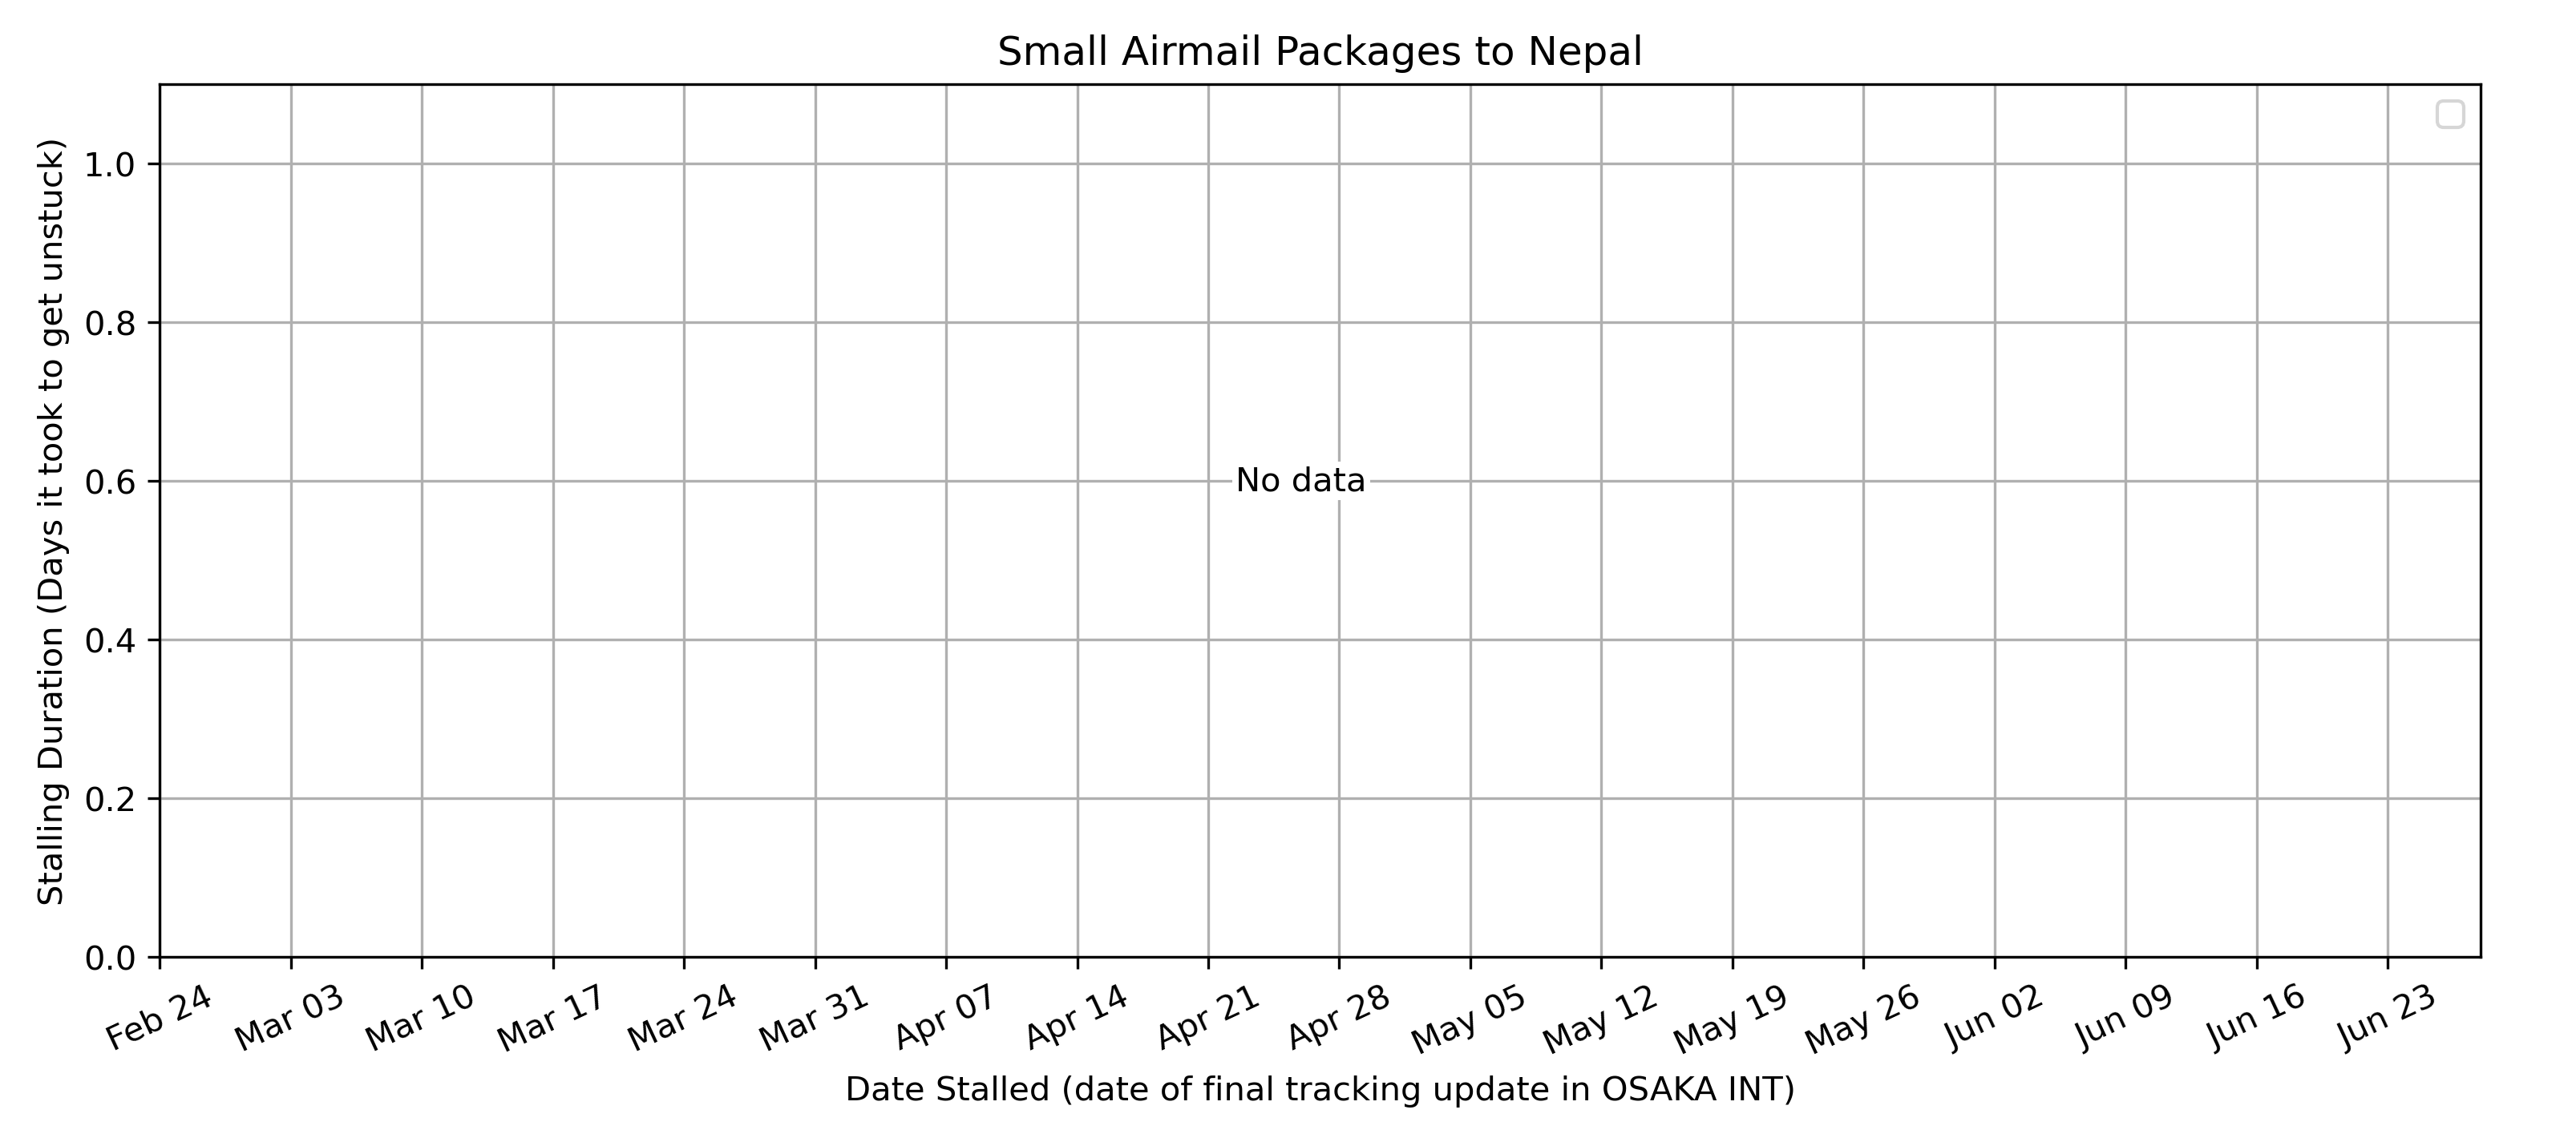 Small Airmail Packages to Nepal
Stalling Duration (Days it took to get unstuck)
1.0
0.8
0.6
0.4
0.2
0.0
No data
Feb 24
Mar 03
Mar 10
Mar 17
Mar 24
Mar 31
Apr 07
Apr 14
Apr 21
Apr 28
May 05
May 12
May 19
May 26
Jun 02
Jun 09
Jun 16
Jun 23
Date Stalled (date of final tracking update in OSAKA INT)